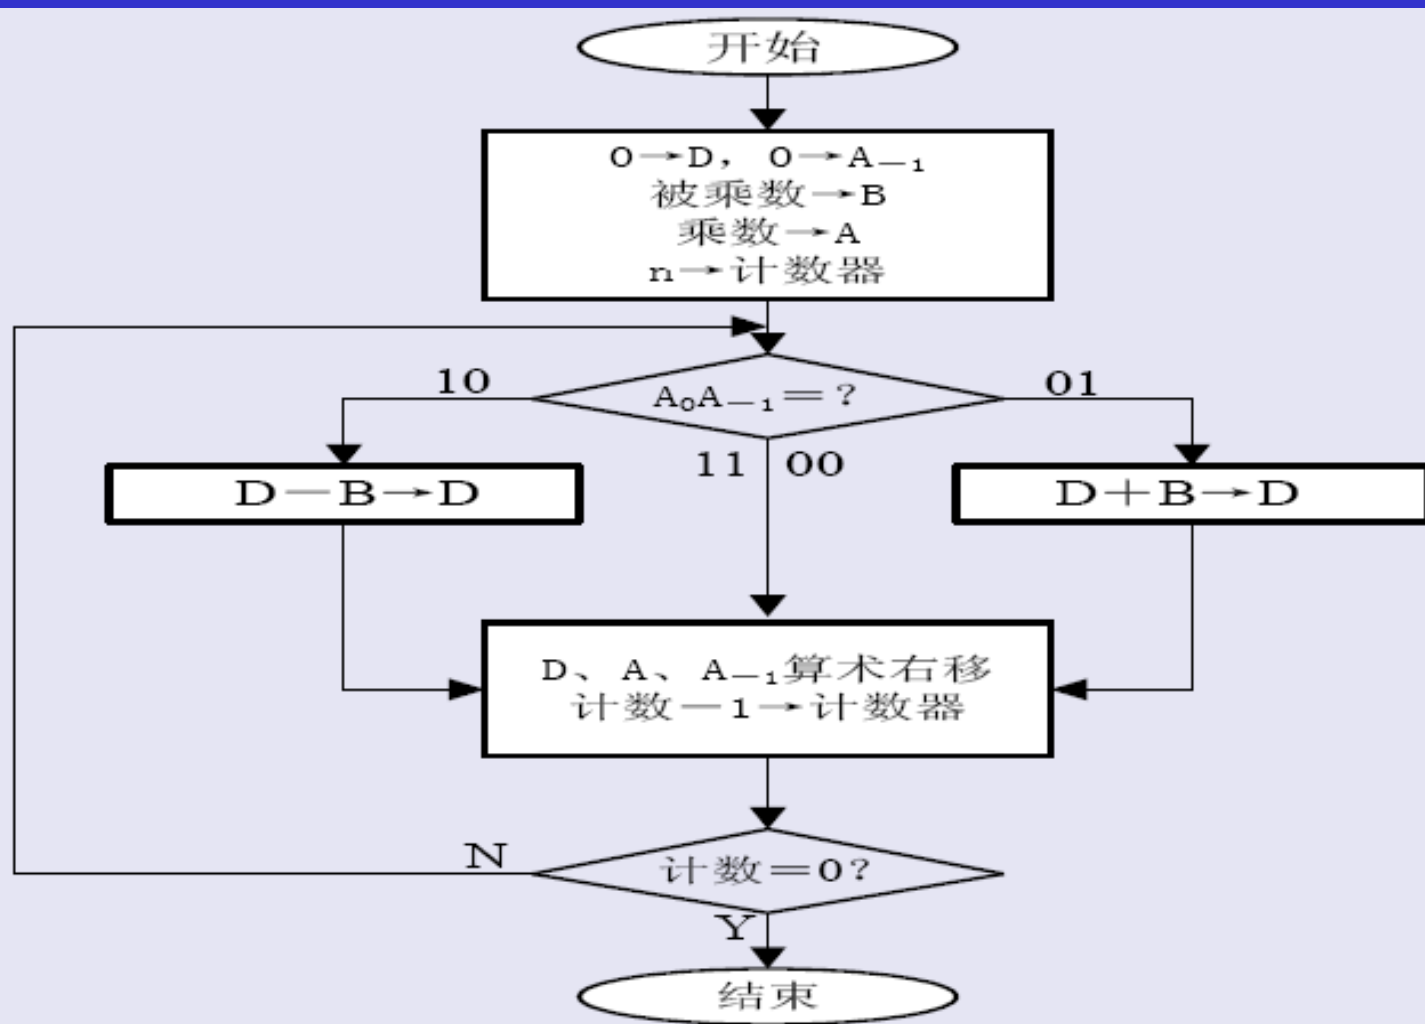 开始
0→D, 0→A₋₁
被乘数→B
乘数→A
n→计数器
10
A₀A₋₁=？
01
11
00
D－B→D
D＋B→D
D、A、A₋₁算术右移
计数－1→计数器
N
计数=0?
Y
结束